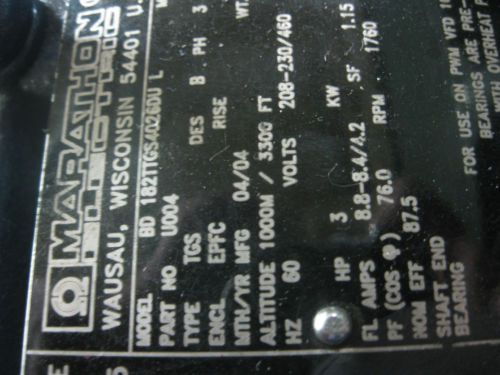 MARATHON
ELECTRIC
WAUSAU, WISCONSIN 54401 U.
MODEL BD 182TTGS4026DU L
PART NO U004
TYPE TGS DES B PH 3
ENCL EPFC RISE WT.
MTH/YR MFG 04/04
ALTITUDE 1000M / 3300 FT
HZ 60 VOLTS 208-230/460
HP 3 KW SF 1.15
FL AMPS 8.8-8.4/4.2 RPM 1760
PF (COS φ) 76.0
NOM EFF 87.5 FOR USE ON PWM VFD
SHAFT END BEARINGS ARE PRE-
BEARING WITH OVERHEAT